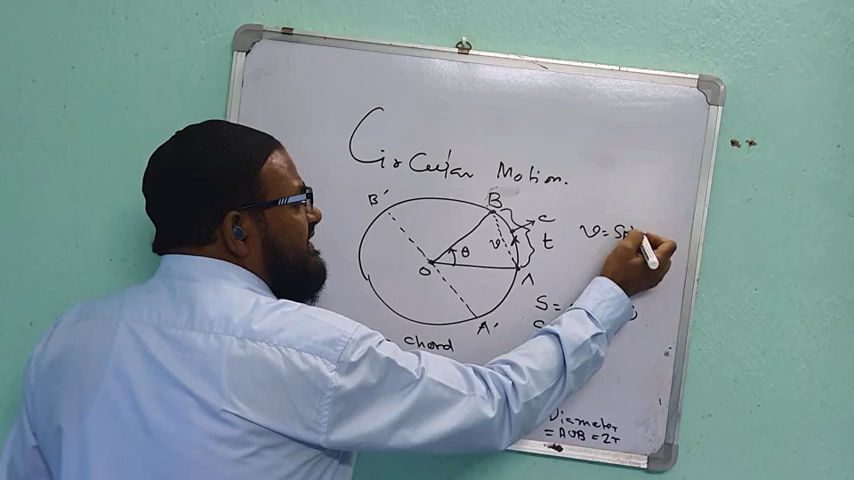 Circular Motion.
B'
B
c
t
θ
v
O
A
A'
v=
S=
S
chord
Diameter
= AOB = 2r